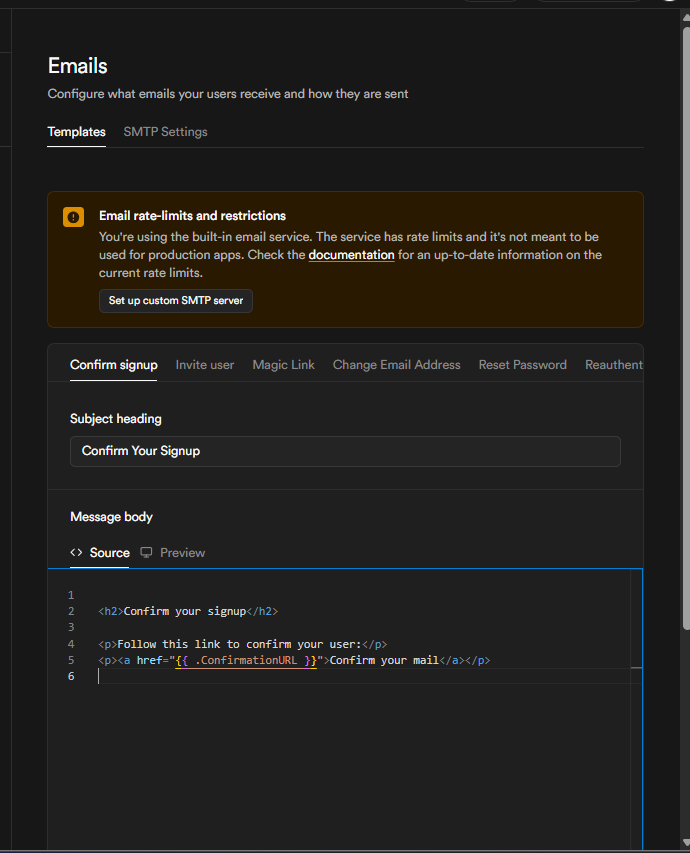 Emails
Configure what emails your users receive and how they are sent
Templates SMTP Settings
Email rate-limits and restrictions
You're using the built-in email service. The service has rate limits and it's not meant to be
used for production apps. Check the documentation for an up-to-date information on the
current rate limits.
Set up custom SMTP server
Confirm signup Invite user Magic Link Change Email Address Reset Password Reauthent
Subject heading
Confirm Your Signup
Message body
<> Source Preview
1
2 <h2>Confirm your signup</h2>
3
4 <p>Follow this link to confirm your user:</p>
5 <p><a href="{{ .ConfirmationURL }}">Confirm your mail</a></p>
6